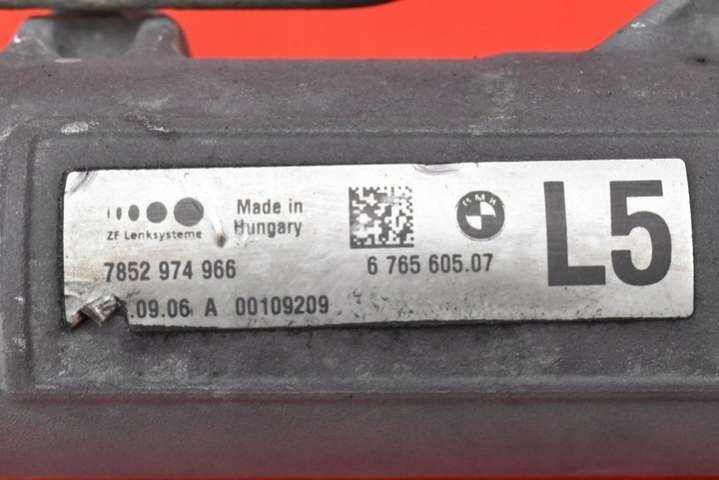 ZF Lenksysteme
Made in
Hungary
BMW
L5
7852 974 966
6 765 605.07
.09.06 A 00109209